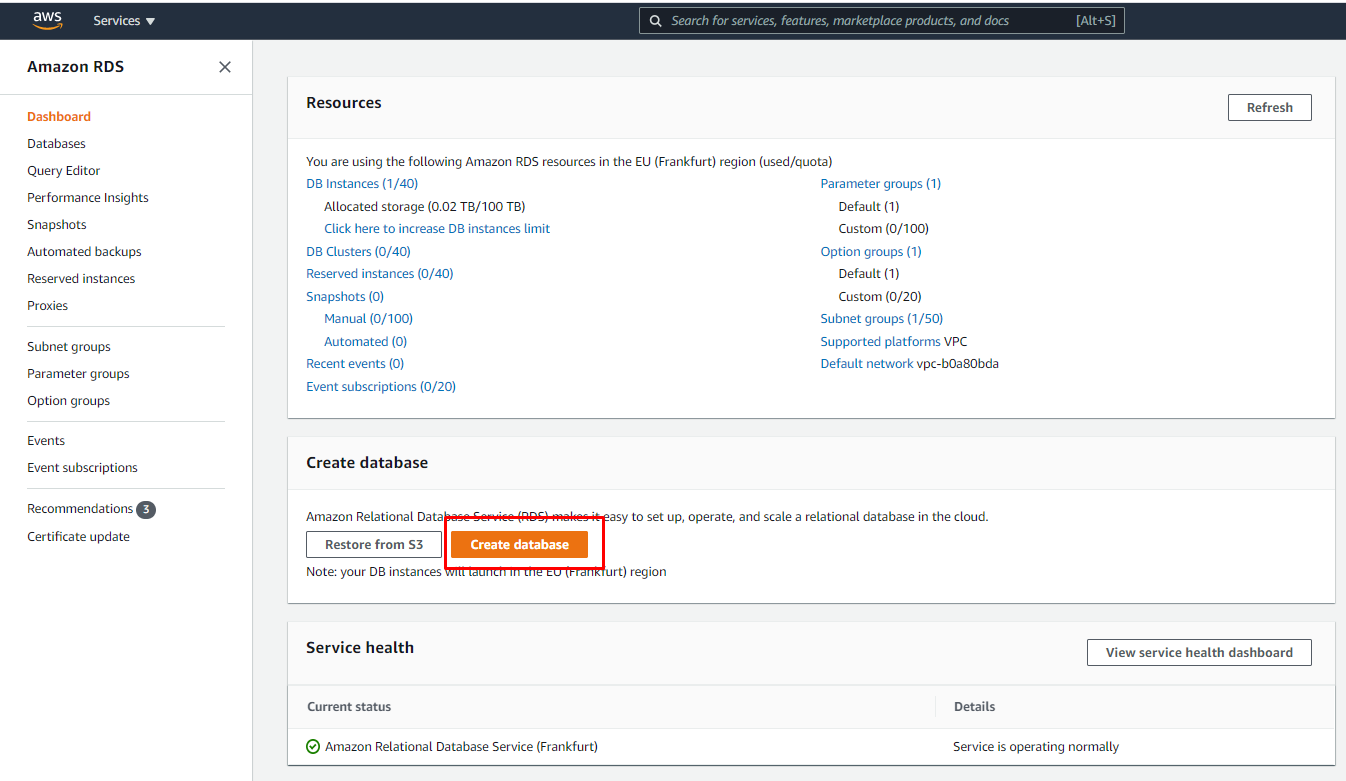 aws
Services
Search for services, features, marketplace products, and docs
[Alt+S]
Amazon RDS
Dashboard
Databases
Query Editor
Performance Insights
Snapshots
Automated backups
Reserved instances
Proxies
Subnet groups
Parameter groups
Option groups
Events
Event subscriptions
Recommendations 3
Certificate update
Resources
Refresh
You are using the following Amazon RDS resources in the EU (Frankfurt) region (used/quota)
DB Instances (1/40)
Allocated storage (0.02 TB/100 TB)
Click here to increase DB instances limit
DB Clusters (0/40)
Reserved instances (0/40)
Snapshots (0)
Manual (0/100)
Automated (0)
Recent events (0)
Event subscriptions (0/20)
Parameter groups (1)
Default (1)
Custom (0/100)
Option groups (1)
Default (1)
Custom (0/20)
Subnet groups (1/50)
Supported platforms VPC
Default network vpc-b0a80bda
Create database
Amazon Relational Database Service (RDS) makes it easy to set up, operate, and scale a relational database in the cloud.
Restore from S3
Create database
Note: your DB instances will launch in the EU (Frankfurt) region
Service health
View service health dashboard
Current status
Details
Amazon Relational Database Service (Frankfurt)
Service is operating normally